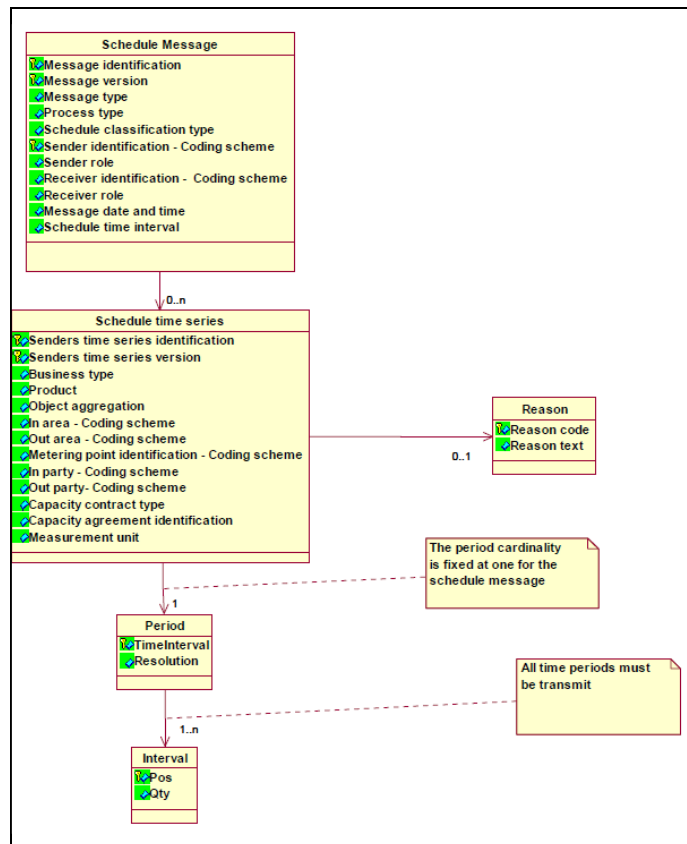 Schedule Message
Message identification
Message version
Message type
Process type
Schedule classification type
Sender identification - Coding scheme
Sender role
Receiver identification - Coding scheme
Receiver role
Message date and time
Schedule time interval
0..n
Schedule time series
Senders time series identification
Senders time series version
Business type
Product
Object aggregation
In area - Coding scheme
Out area - Coding scheme
Metering point identification - Coding scheme
In party - Coding scheme
Out party- Coding scheme
Capacity contract type
Capacity agreement identification
Measurement unit
Reason
Reason code
Reason text
0..1
The period cardinality
is fixed at one for the
schedule message
1
Period
TimeInterval
Resolution
All time periods must
be transmit
1..n
Interval
Pos
Qty